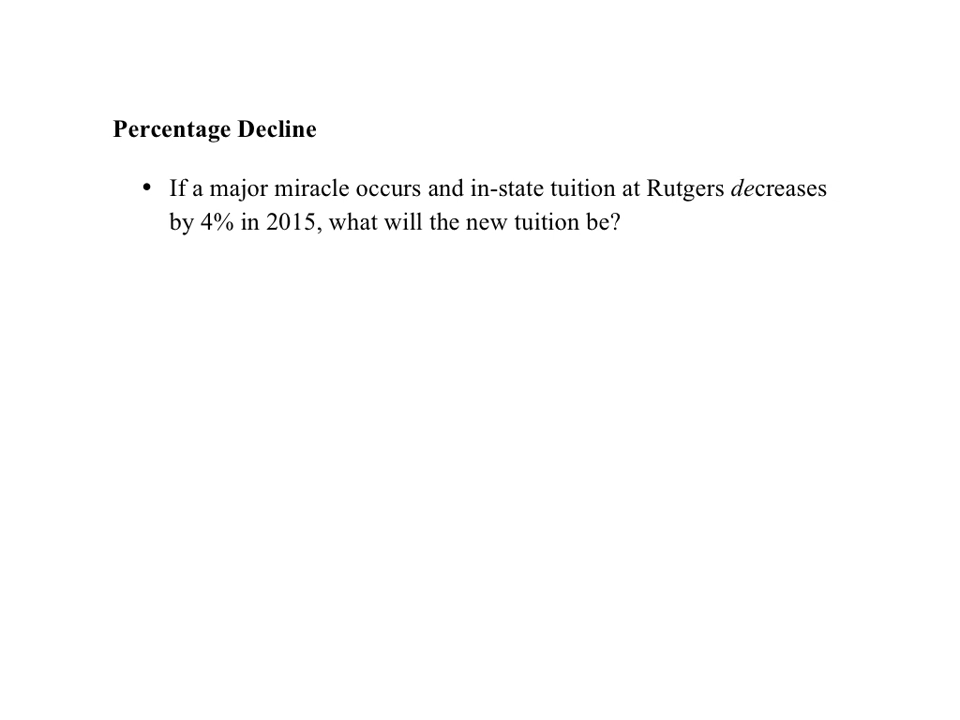 Percentage Decline
• If a major miracle occurs and in-state tuition at Rutgers decreases
by 4% in 2015, what will the new tuition be?